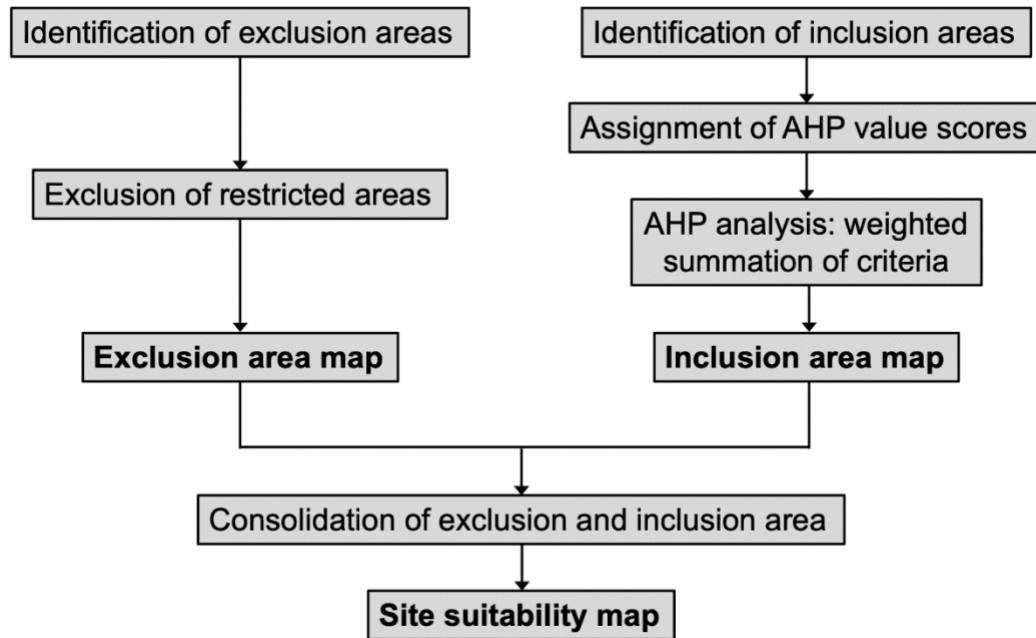 Identification of exclusion areas
Identification of inclusion areas
Assignment of AHP value scores
Exclusion of restricted areas
AHP analysis: weighted
summation of criteria
Exclusion area map
Inclusion area map
Consolidation of exclusion and inclusion area
Site suitability map